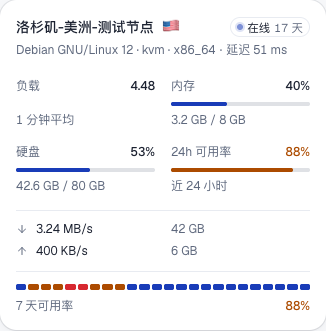 洛杉矶-美洲-测试节点 🇺🇸 在线 17 天
Debian GNU/Linux 12 · kvm · x86_64 · 延迟 51 ms
负载 4.48 内存 40%
1 分钟平均 3.2 GB / 8 GB
硬盘 53% 24h 可用率 88%
42.6 GB / 80 GB 近 24 小时
↓ 3.24 MB/s 42 GB
↑ 400 KB/s 6 GB
7 天可用率 88%